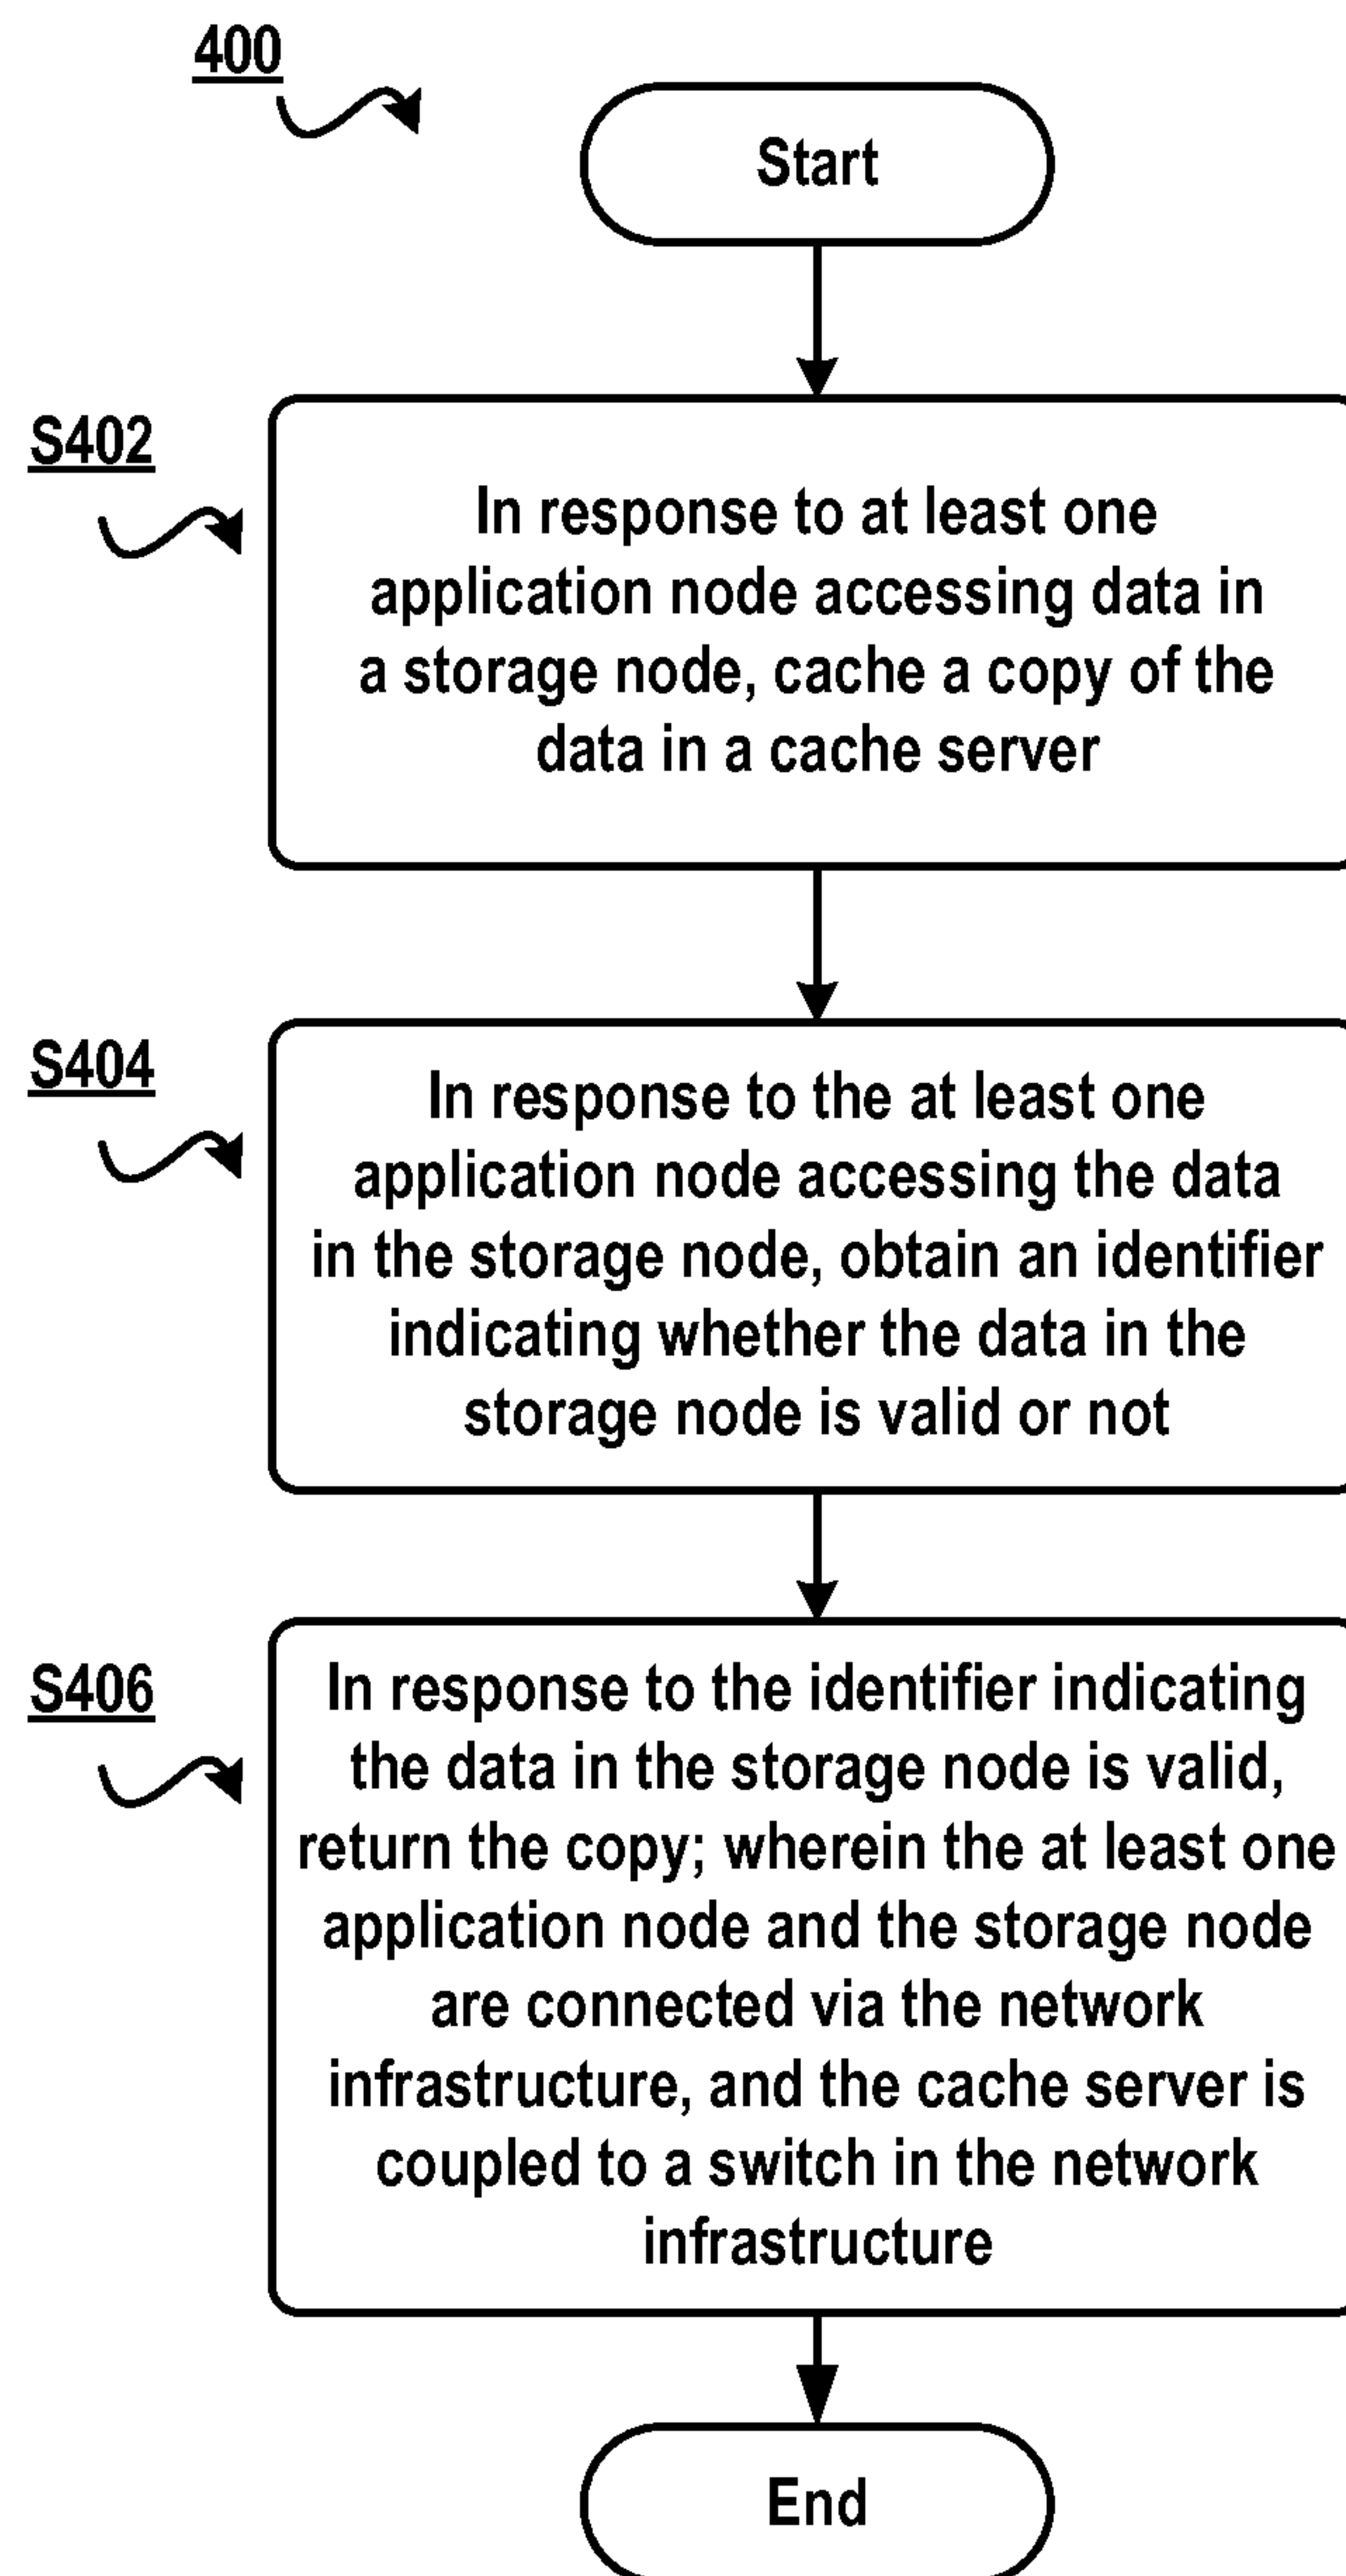 400
Start
S402
In response to at least one
application node accessing data in
a storage node, cache a copy of the
data in a cache server
S404
In response to the at least one
application node accessing the data
in the storage node, obtain an identifier
indicating whether the data in the
storage node is valid or not
S406
In response to the identifier indicating
the data in the storage node is valid,
return the copy; wherein the at least one
application node and the storage node
are connected via the network
infrastructure, and the cache server is
coupled to a switch in the network
infrastructure
End